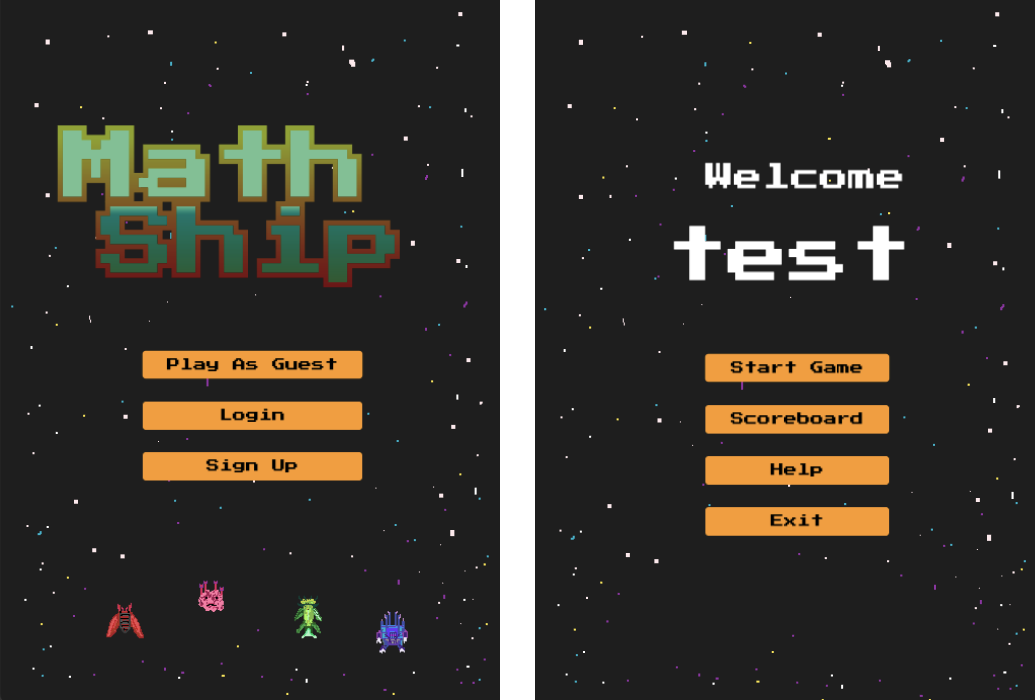 Math
Ship
Play As Guest
Login
Sign Up
Welcome
test
Start Game
Scoreboard
Help
Exit